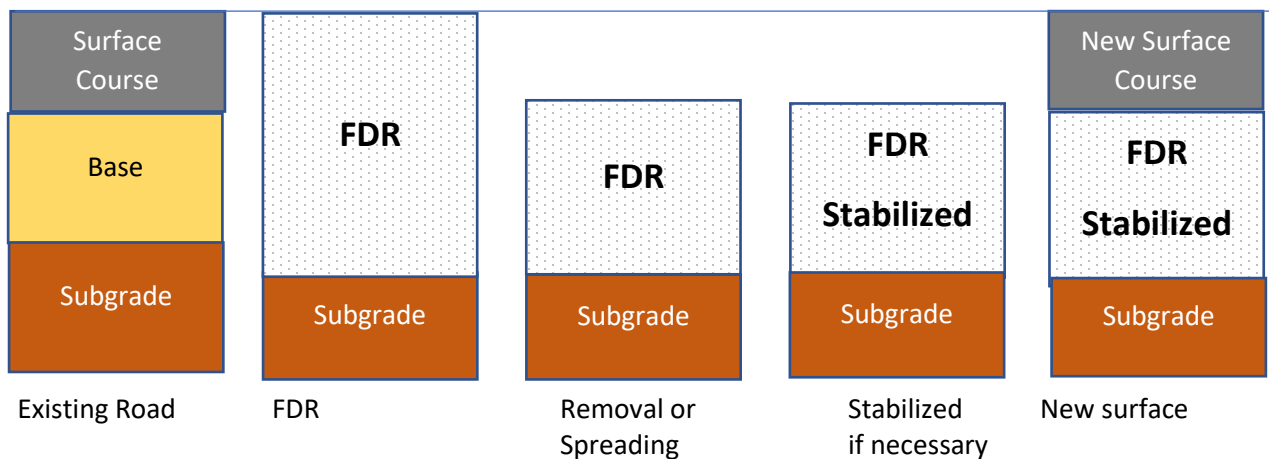 Surface
Course
Base
Subgrade
Existing Road
FDR
Subgrade
FDR
FDR
Subgrade
Removal or
Spreading
FDR
Stabilized
Subgrade
Stabilized
if necessary
New Surface
Course
FDR
Stabilized
Subgrade
New surface